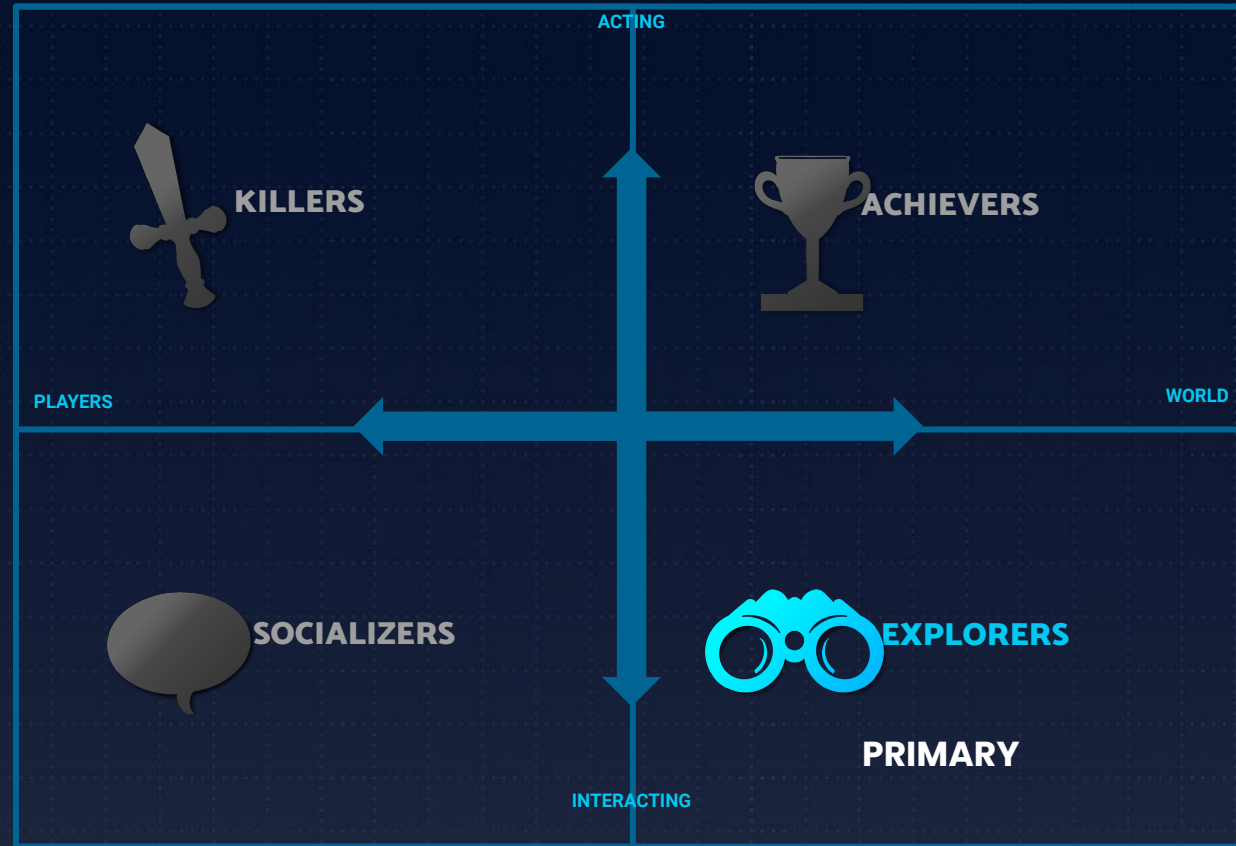 ACTING
KILLERS
ACHIEVERS
PLAYERS
WORLD
SOCIALIZERS
EXPLORERS
PRIMARY
INTERACTING